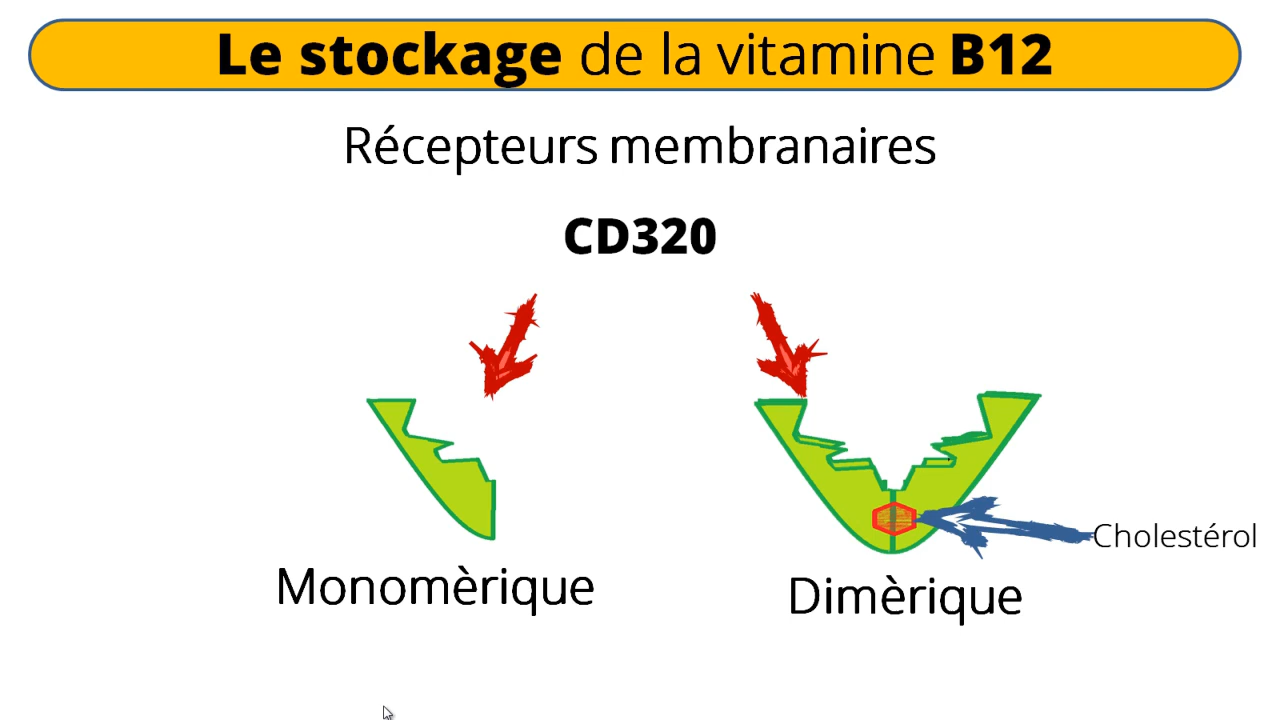 Le stockage de la vitamine B12
Récepteurs membranaires
CD320
Cholestérol
Monomèrique
Dimèrique